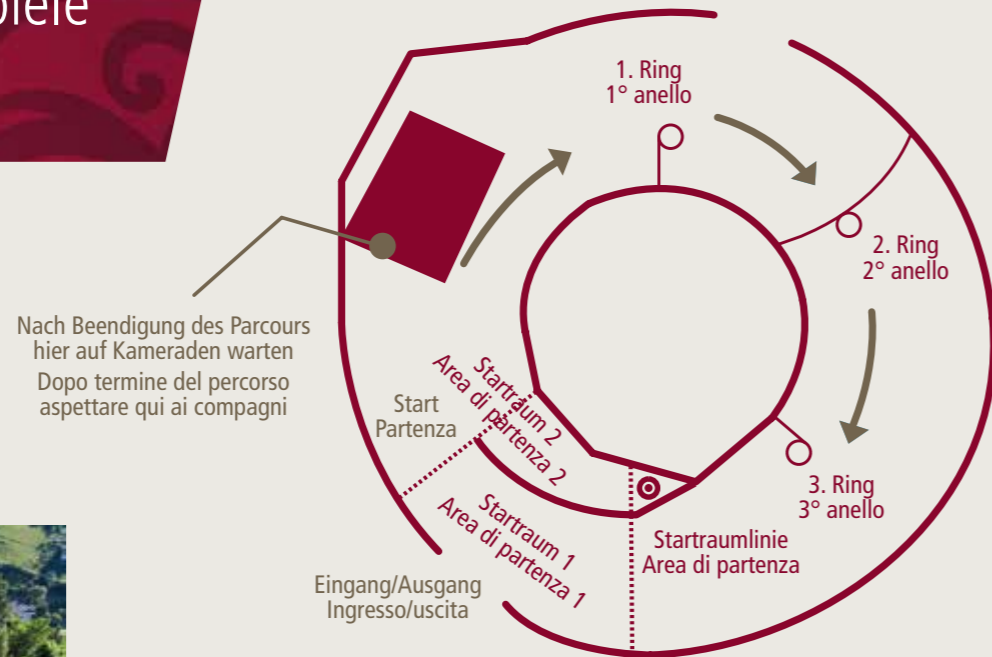 1. Ring
1° anello
2. Ring
2° anello
3. Ring
3° anello
Nach Beendigung des Parcours
hier auf Kameraden warten
Dopo termine del percorso
aspettare qui ai compagni
Start
Partenza
Startraum 2
Area di partenza 2
Startraum 1
Area di partenza 1
Startraumlinie
Area di partenza
Eingang/Ausgang
Ingresso/uscita